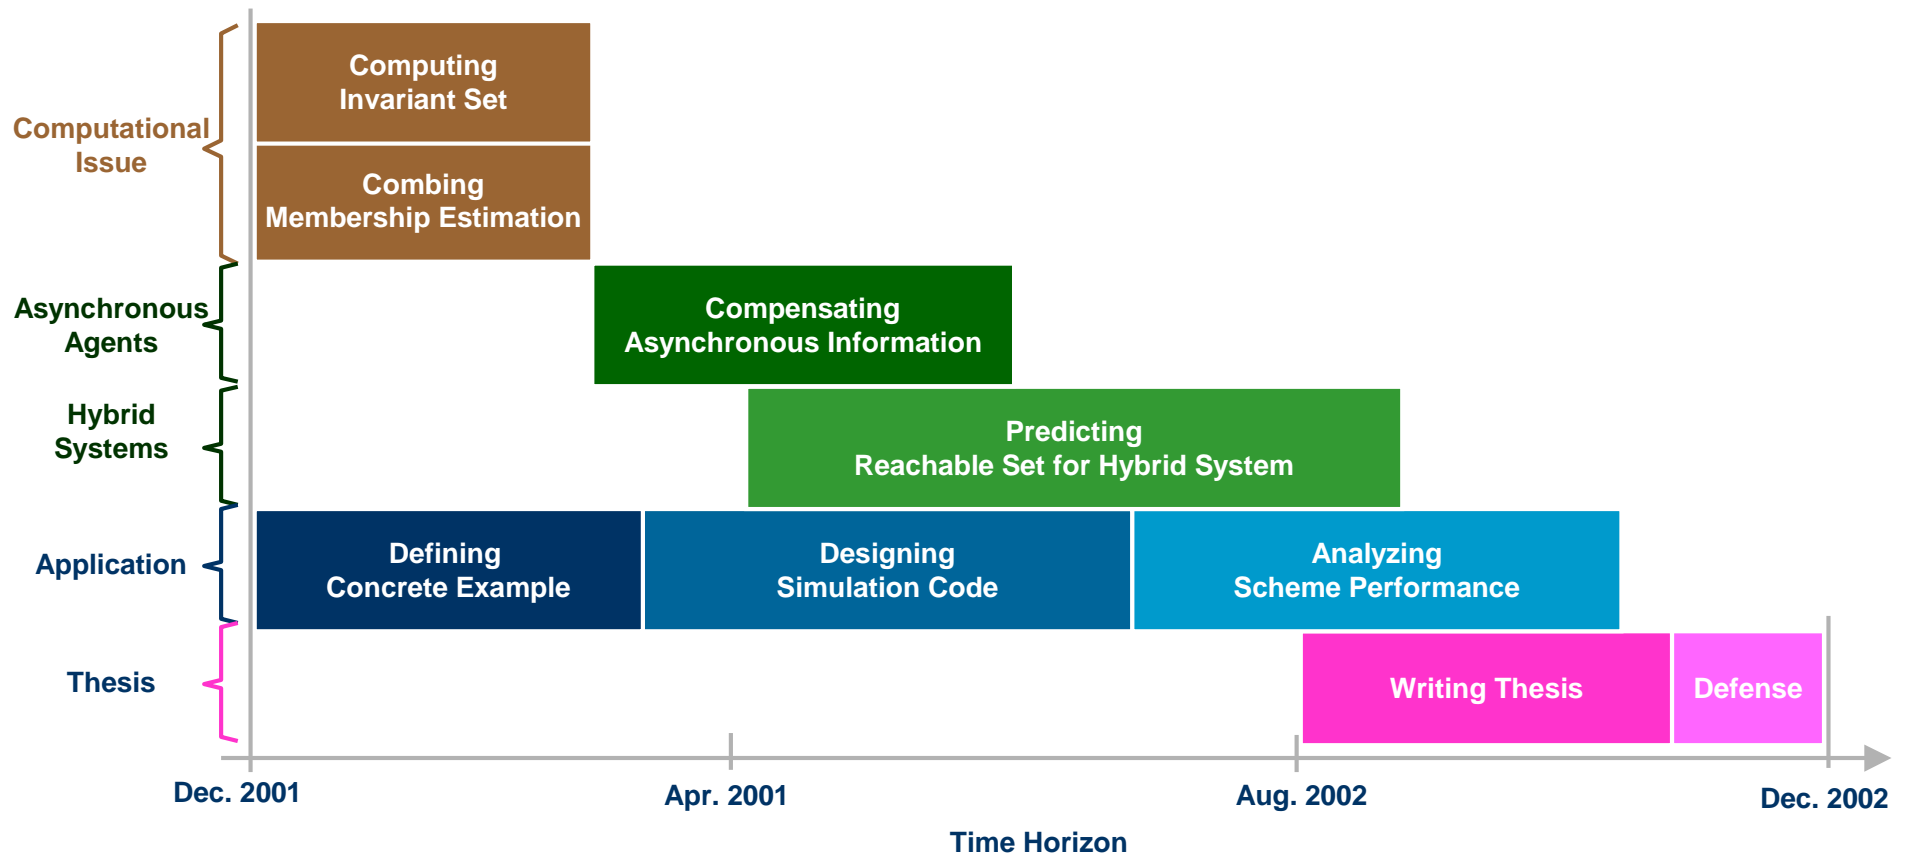 Computational
Issue
Computing
Invariant Set
Combing
Membership Estimation
Asynchronous
Agents
Compensating
Asynchronous Information
Hybrid
Systems
Predicting
Reachable Set for Hybrid System
Application
Defining
Concrete Example
Designing
Simulation Code
Analyzing
Scheme Performance
Thesis
Writing Thesis
Defense
Dec. 2001
Apr. 2001
Aug. 2002
Dec. 2002
Time Horizon